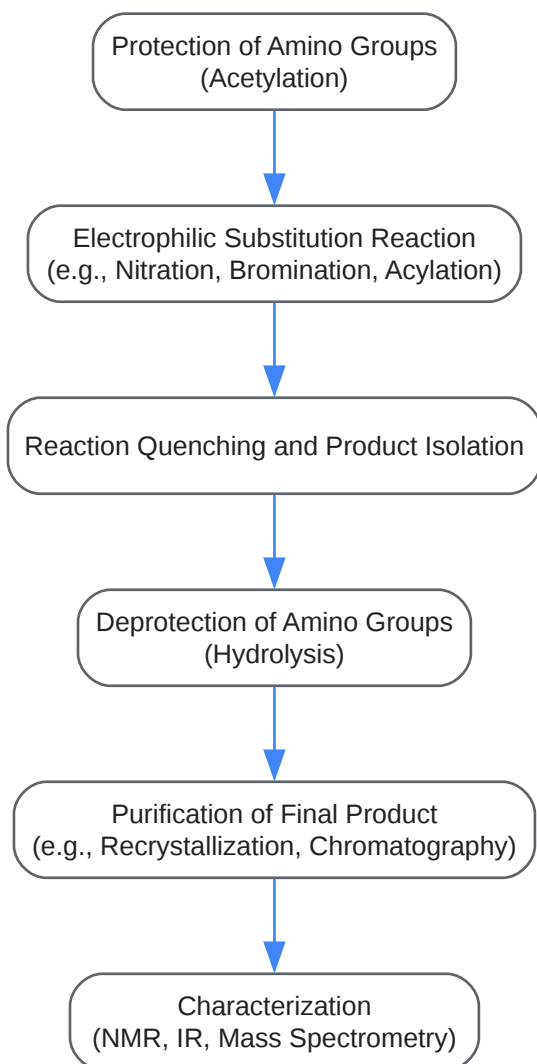 Protection of Amino Groups
(Acetylation)
Electrophilic Substitution Reaction
(e.g., Nitration, Bromination, Acylation)
Reaction Quenching and Product Isolation
Deprotection of Amino Groups
(Hydrolysis)
Purification of Final Product
(e.g., Recrystallization, Chromatography)
Characterization
(NMR, IR, Mass Spectrometry)